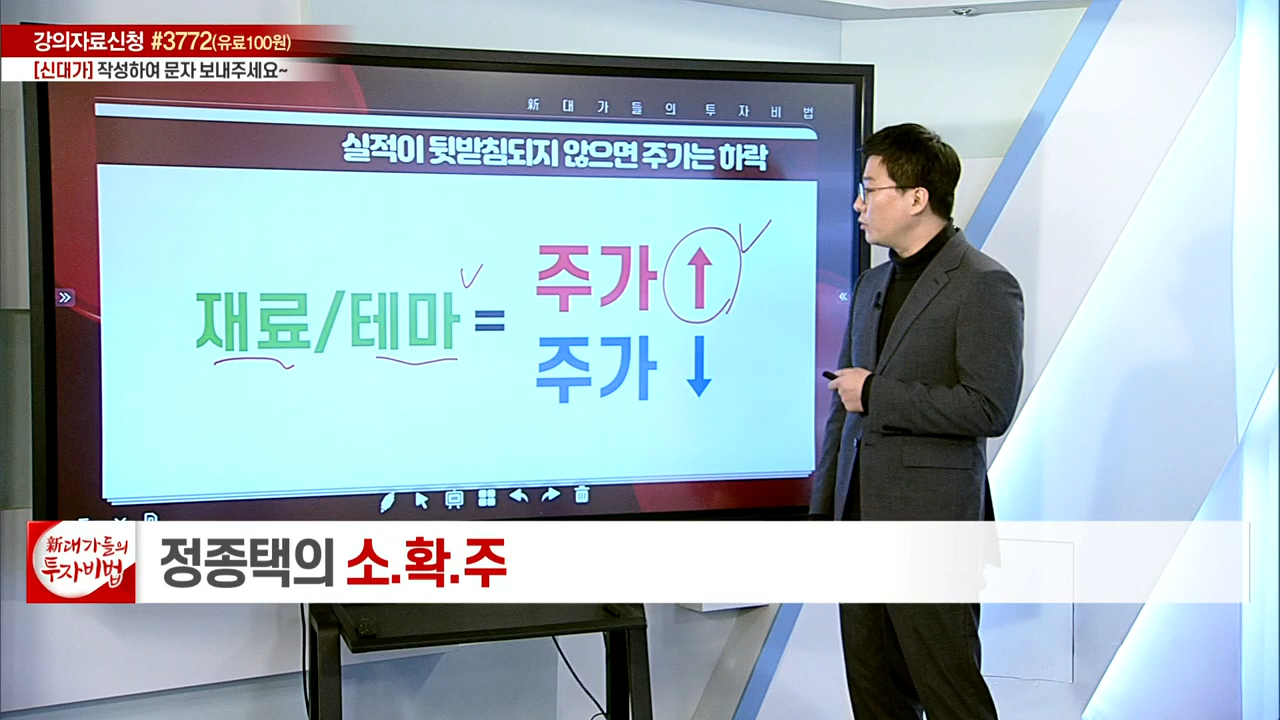 강의자료신청 #3772(유료100원)
[신대가] 작성하여 문자 보내주세요~
新 대가들의 투자비법
실적이 뒷받침되지 않으면 주가는 하락
재료/테마 = 주가 ↑
주가 ↓
新대가들의
투자비법
정종택의 소.확.주